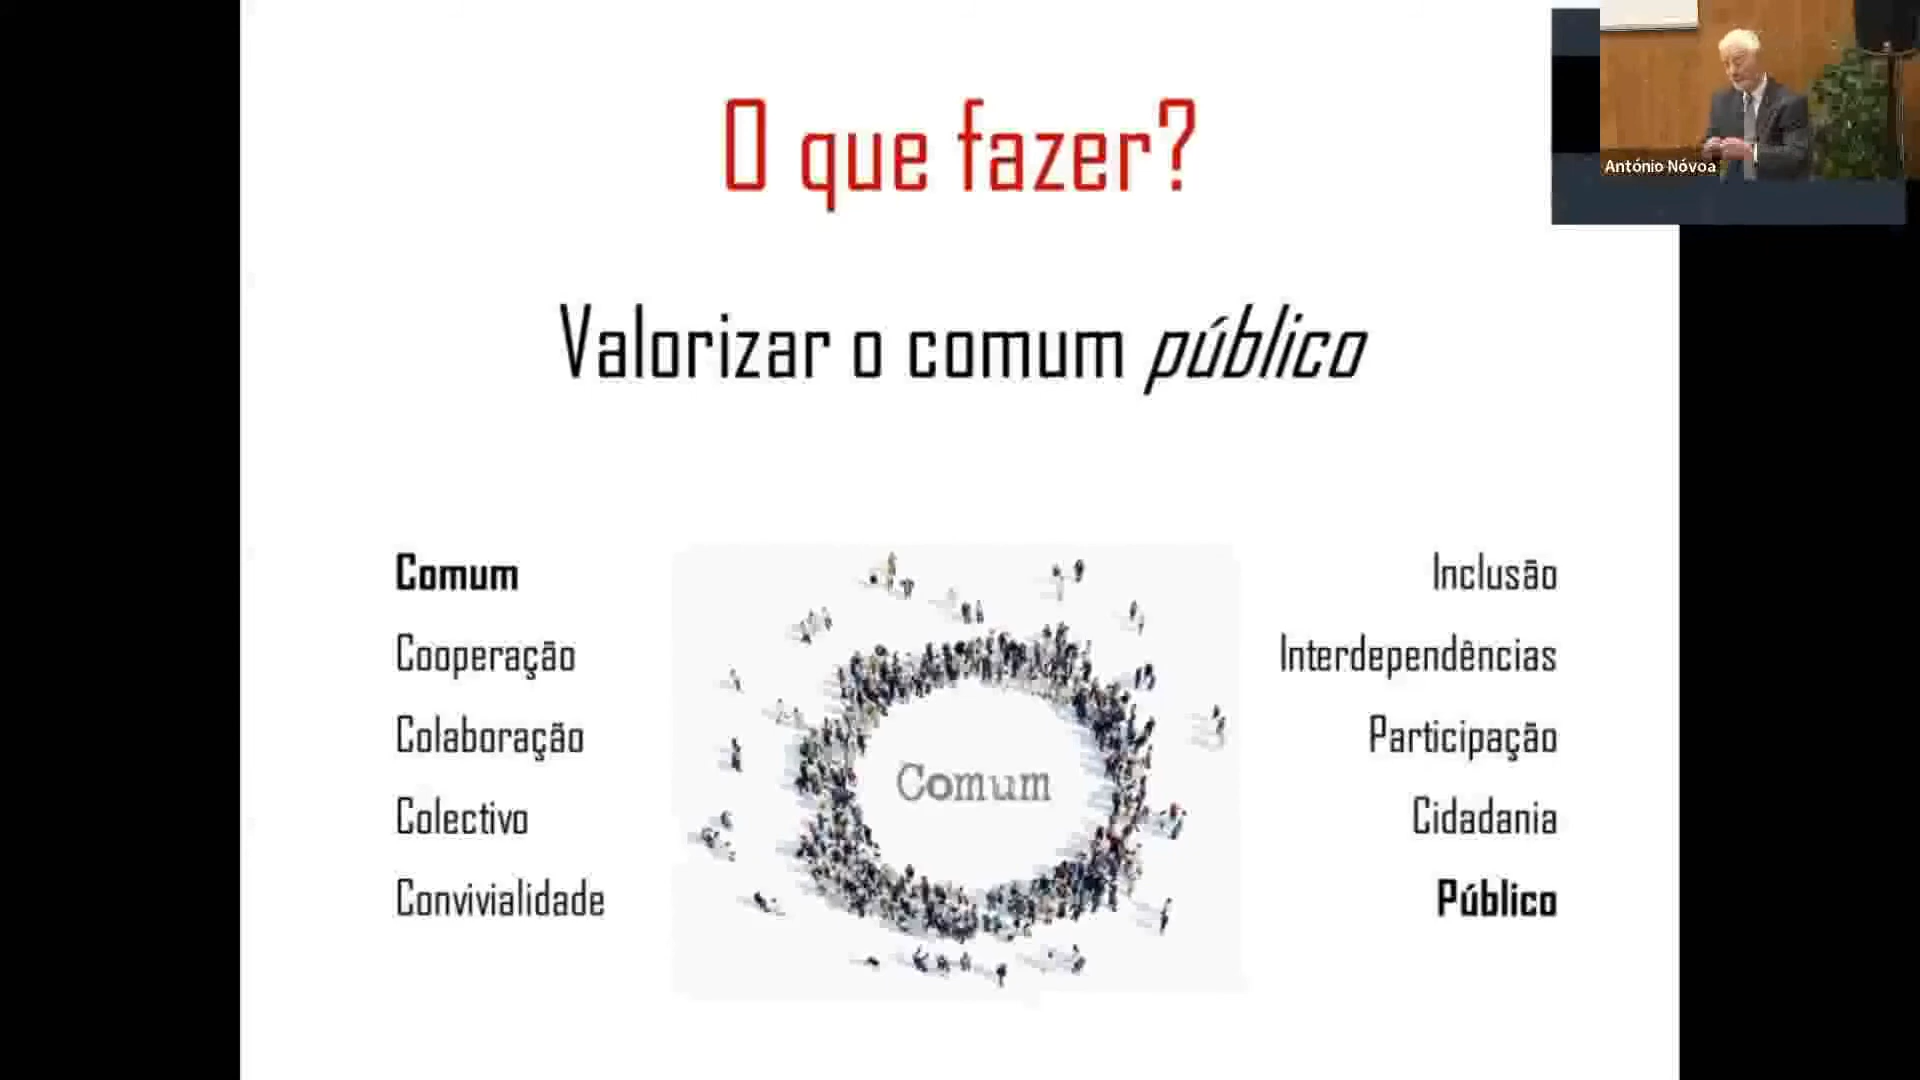 O que fazer?
António Nóvoa
Valorizar o comum público
Comum
Cooperação
Colaboração
Colectivo
Convivialidade
Comum
Inclusão
Interdependências
Participação
Cidadania
Público